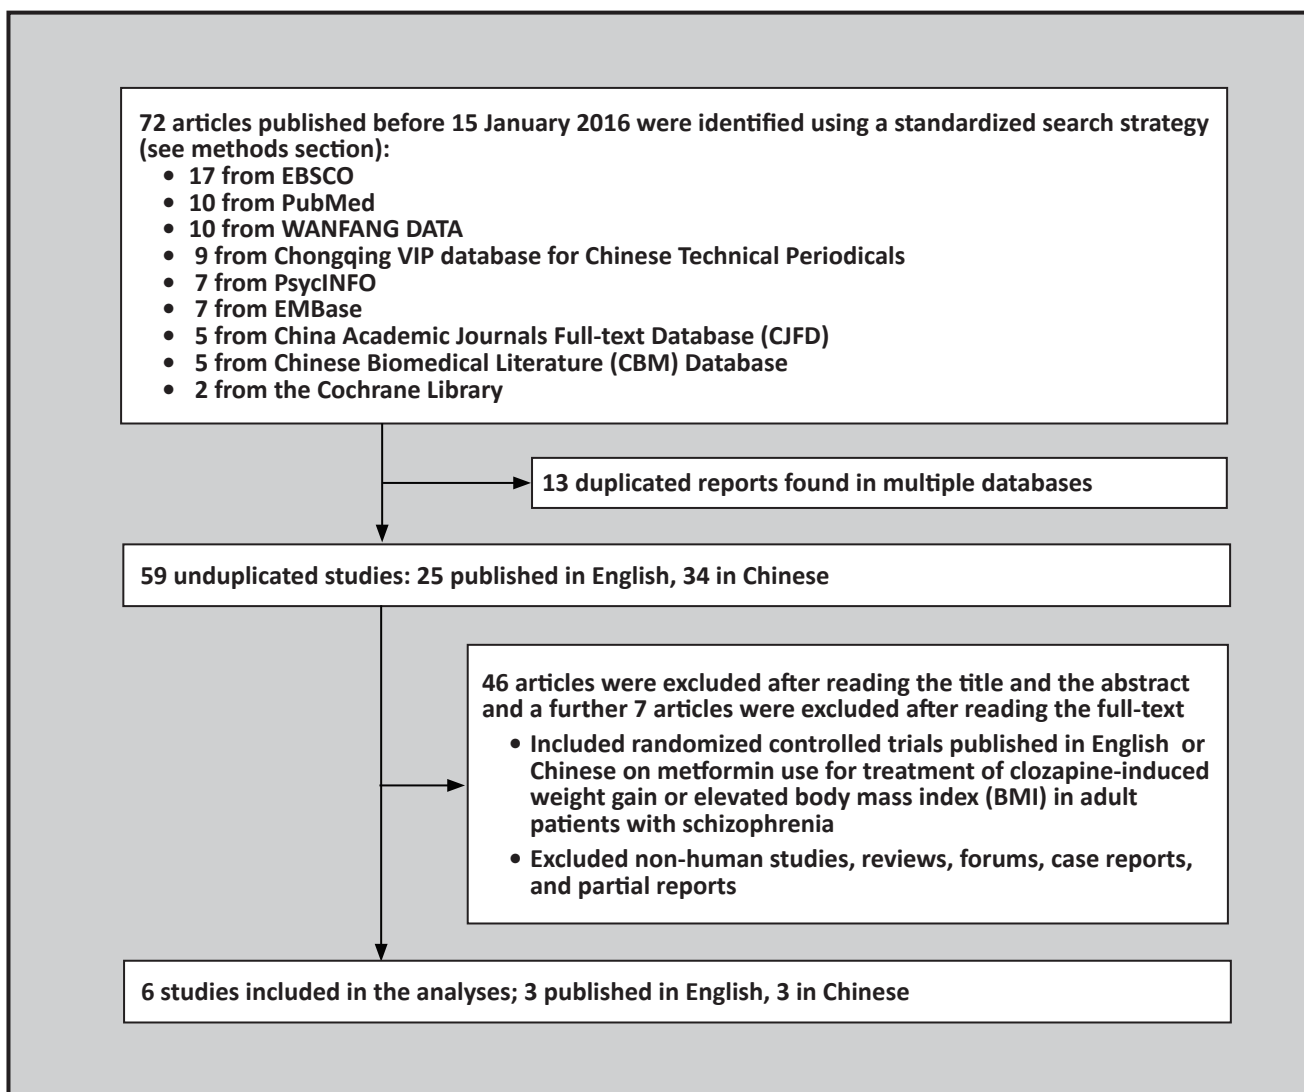 72 articles published before 15 January 2016 were identified using a standardized search strategy
(see methods section):
• 17 from EBSCO
• 10 from PubMed
• 10 from WANFANG DATA
• 9 from Chongqing VIP database for Chinese Technical Periodicals
• 7 from PsycINFO
• 7 from EMBase
• 5 from China Academic Journals Full-text Database (CJFD)
• 5 from Chinese Biomedical Literature (CBM) Database
• 2 from the Cochrane Library
13 duplicated reports found in multiple databases
59 unduplicated studies: 25 published in English, 34 in Chinese
46 articles were excluded after reading the title and the abstract
and a further 7 articles were excluded after reading the full-text
• Included randomized controlled trials published in English or
Chinese on metformin use for treatment of clozapine-induced
weight gain or elevated body mass index (BMI) in adult
patients with schizophrenia
• Excluded non-human studies, reviews, forums, case reports,
and partial reports
6 studies included in the analyses; 3 published in English, 3 in Chinese